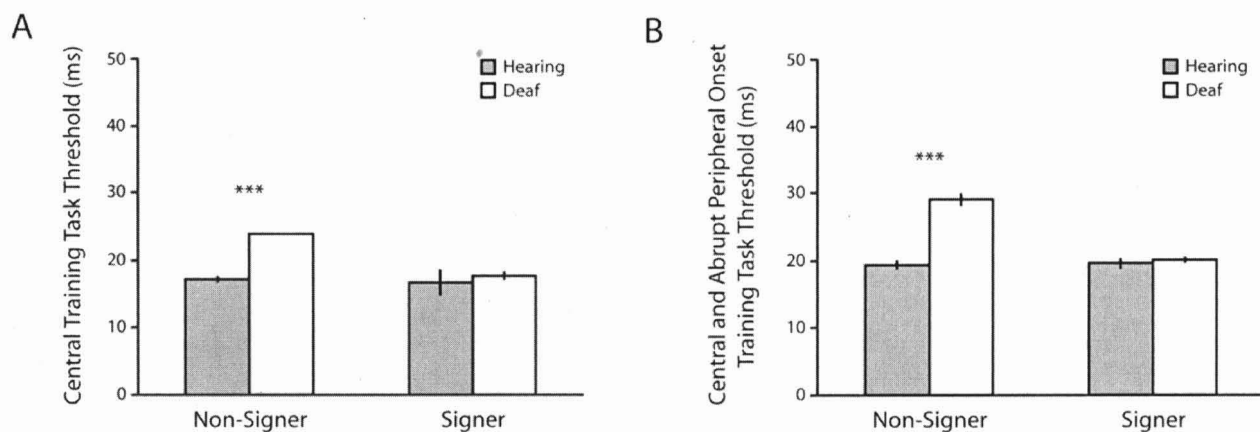 A
Central Training Task Threshold (ms)
50
40
30
20
10
0
Hearing
Deaf
***
Non-Signer
Signer
B
Central and Abrupt Peripheral Onset
Training Task Threshold (ms)
50
40
30
20
10
0
Hearing
Deaf
***
Non-Signer
Signer